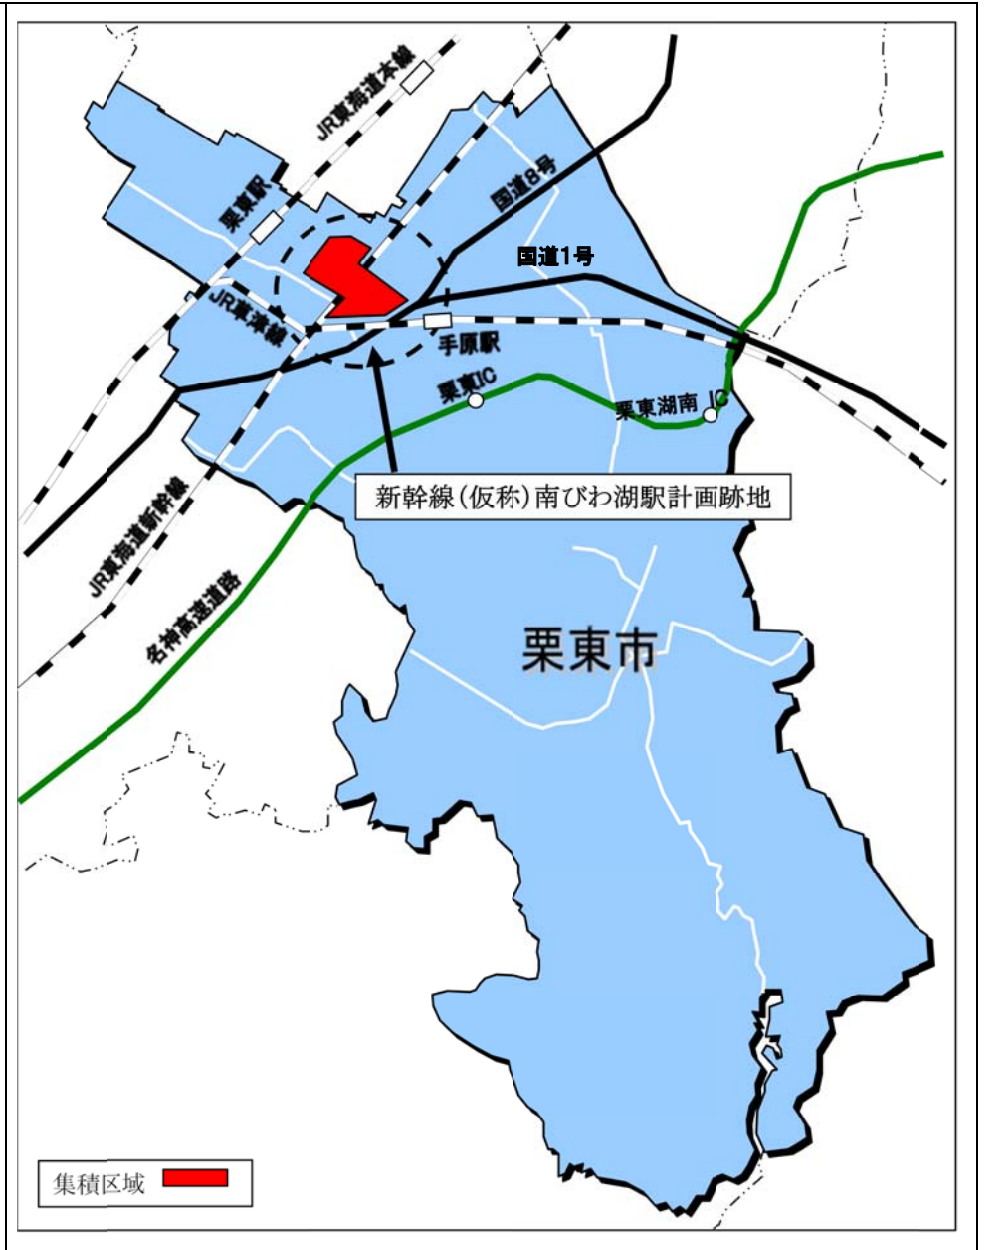 JR東海道本線
栗東駅
国道8号
国道1号
JR草津線
手原駅
栗東IC
栗東湖南 IC
新幹線(仮称)南びわ湖駅計画跡地
JR東海道新幹線
名神高速道路
栗東市
集積区域